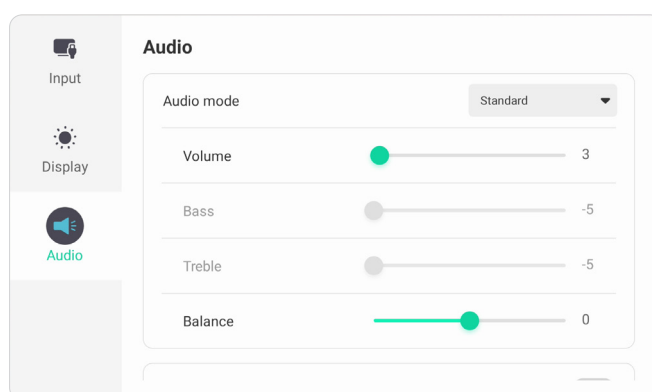 Input
Display
Audio
Audio
Audio mode
Standard
Volume
3
Bass
-5
Treble
-5
Balance
0